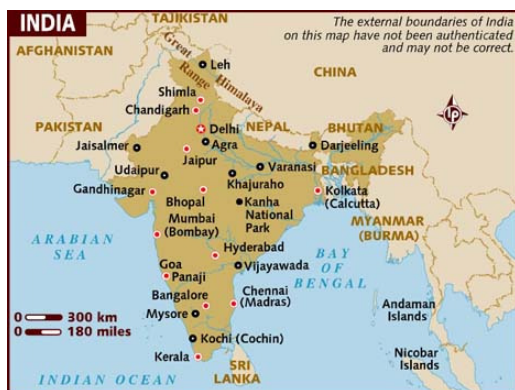 INDIA
TAJIKISTAN
The external boundaries of India
on this map have not been authenticated
and may not be correct.
AFGHANISTAN
Great
Range
Himalaya
Leh
CHINA
Shimla
Chandigarh
lp
PAKISTAN
Delhi
NEPAL
BHUTAN
Jaisalmer
Agra
Darjeeling
Jaipur
Varanasi
BANGLADESH
Udaipur
Khajuraho
Gandhinagar
Bhopal
Kanha
National
Park
Kolkata
(Calcutta)
Mumbai
(Bombay)
MYANMAR
(BURMA)
ARABIAN
SEA
Hyderabad
BAY
OF
BENGAL
Goa
Panaji
Vijayawada
Bangalore
Chennai
(Madras)
0 300 km
0 180 miles
Mysore
Andaman
Islands
Kochi (Cochin)
Kerala
SRI
LANKA
Nicobar
Islands
INDIAN OCEAN